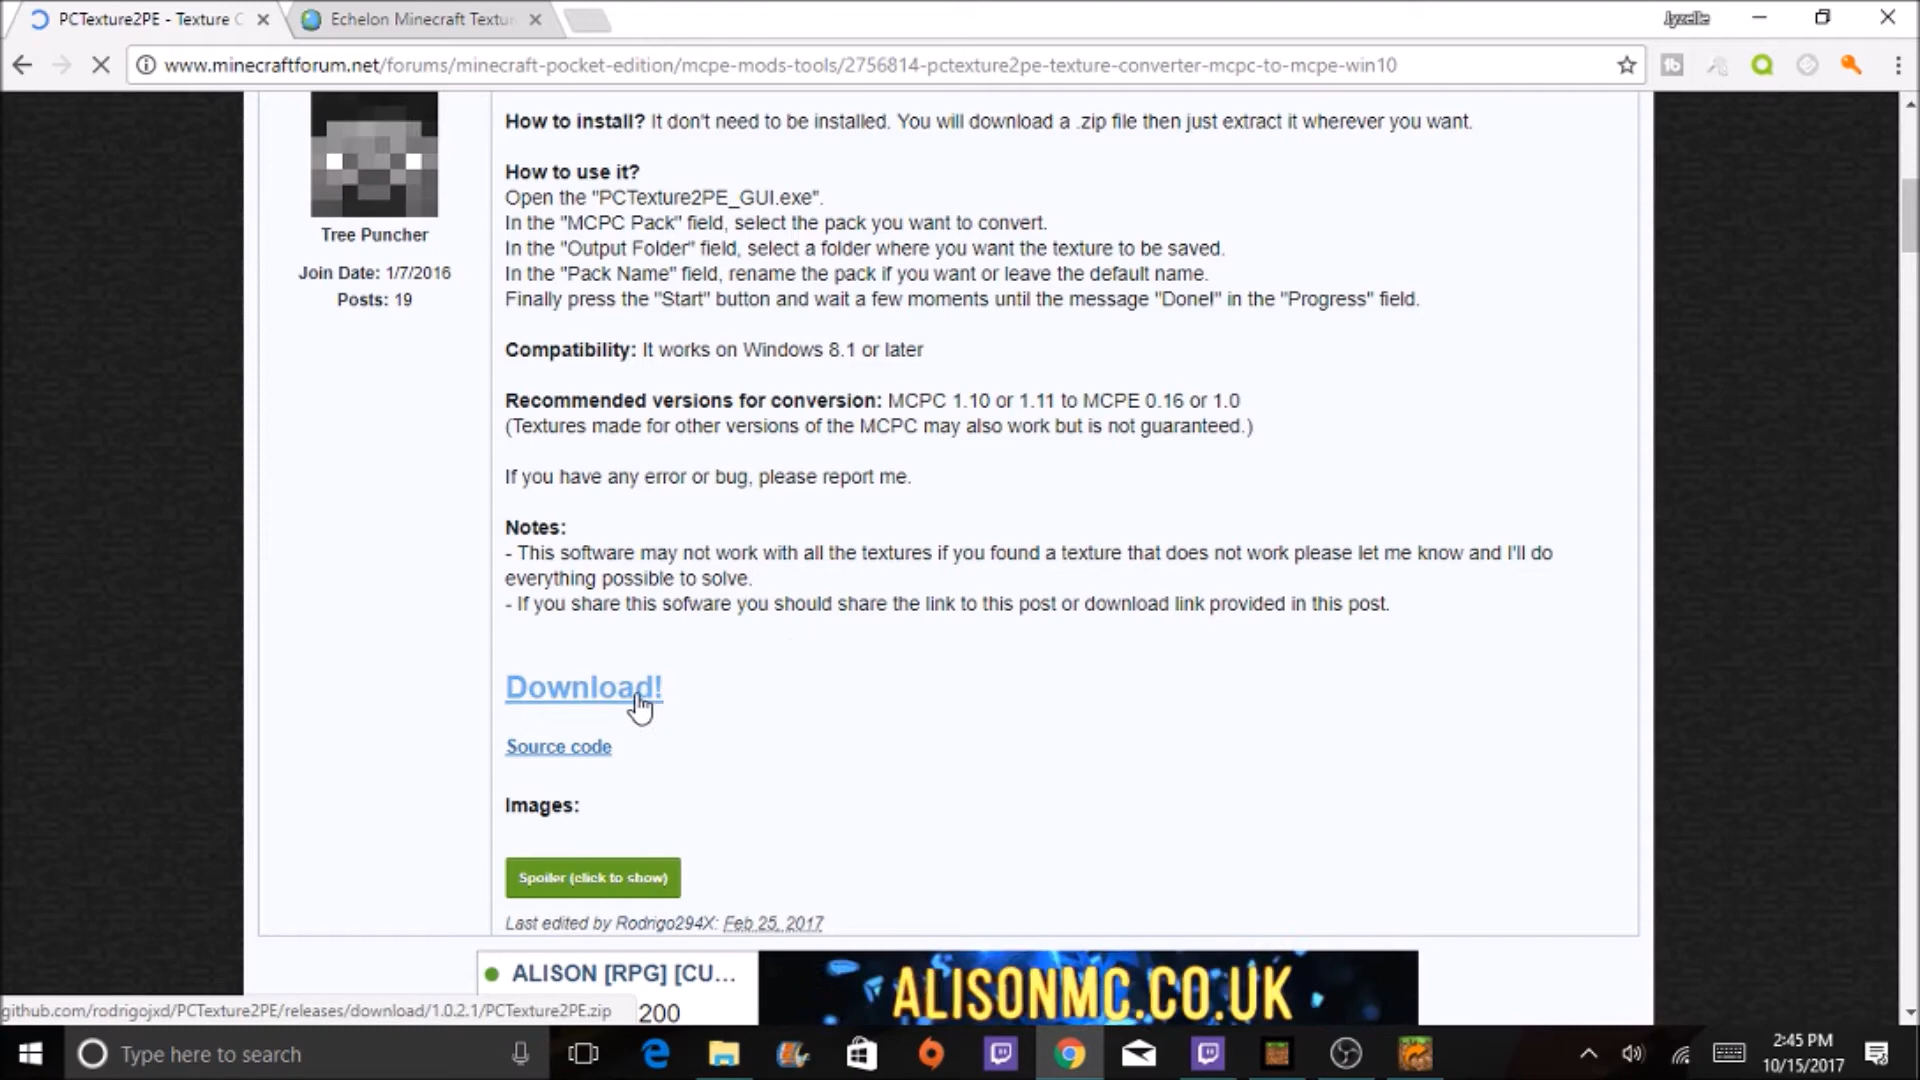 PCTexture2PE - Texture C
Echelon Minecraft Textur
Jyzelle
www.minecraftforum.net/forums/minecraft-pocket-edition/mcpe-mods-tools/2756814-pctexture2pe-texture-converter-mcpc-to-mcpe-win10
Tree Puncher
Join Date: 1/7/2016
Posts: 19
How to install? It don't need to be installed. You will download a .zip file then just extract it wherever you want.
How to use it?
Open the "PCTexture2PE_GUI.exe".
In the "MCPC Pack" field, select the pack you want to convert.
In the "Output Folder" field, select a folder where you want the texture to be saved.
In the "Pack Name" field, rename the pack if you want or leave the default name.
Finally press the "Start" button and wait a few moments until the message "Done!" in the "Progress" field.
Compatibility: It works on Windows 8.1 or later
Recommended versions for conversion: MCPC 1.10 or 1.11 to MCPE 0.16 or 1.0
(Textures made for other versions of the MCPC may also work but is not guaranteed.)
If you have any error or bug, please report me.
Notes:
- This software may not work with all the textures if you found a texture that does not work please let me know and I'll do
everything possible to solve.
- If you share this sofware you should share the link to this post or download link provided in this post.
Download!
Source code
Images:
Spoiler (click to show)
Last edited by Rodrigo294X: Feb 25, 2017
ALISON [RPG] [CU...
200
ALISONMC.CO.UK
github.com/rodrigojxd/PCTexture2PE/releases/download/1.0.2.1/PCTexture2PE.zip
Type here to search
2:45 PM
10/15/2017